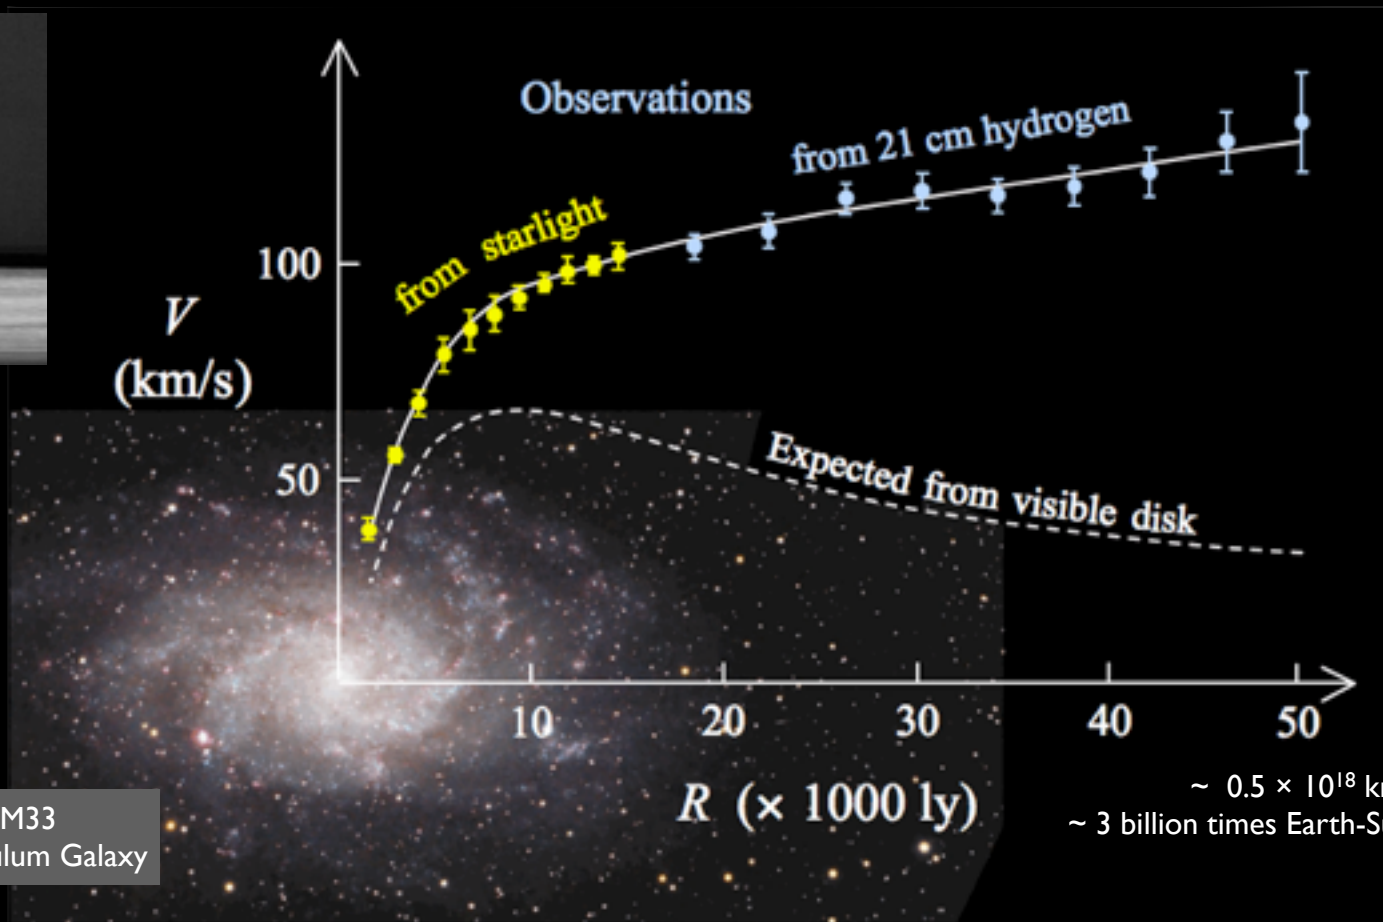 Observations
from 21 cm hydrogen
from starlight
100
V
(km/s)
50
Expected from visible disk
10 20 30 40 50
R (× 1000 ly)
~ 0.5 × 10¹⁸ k
~ 3 billion times Earth-S
M33
Galaxy